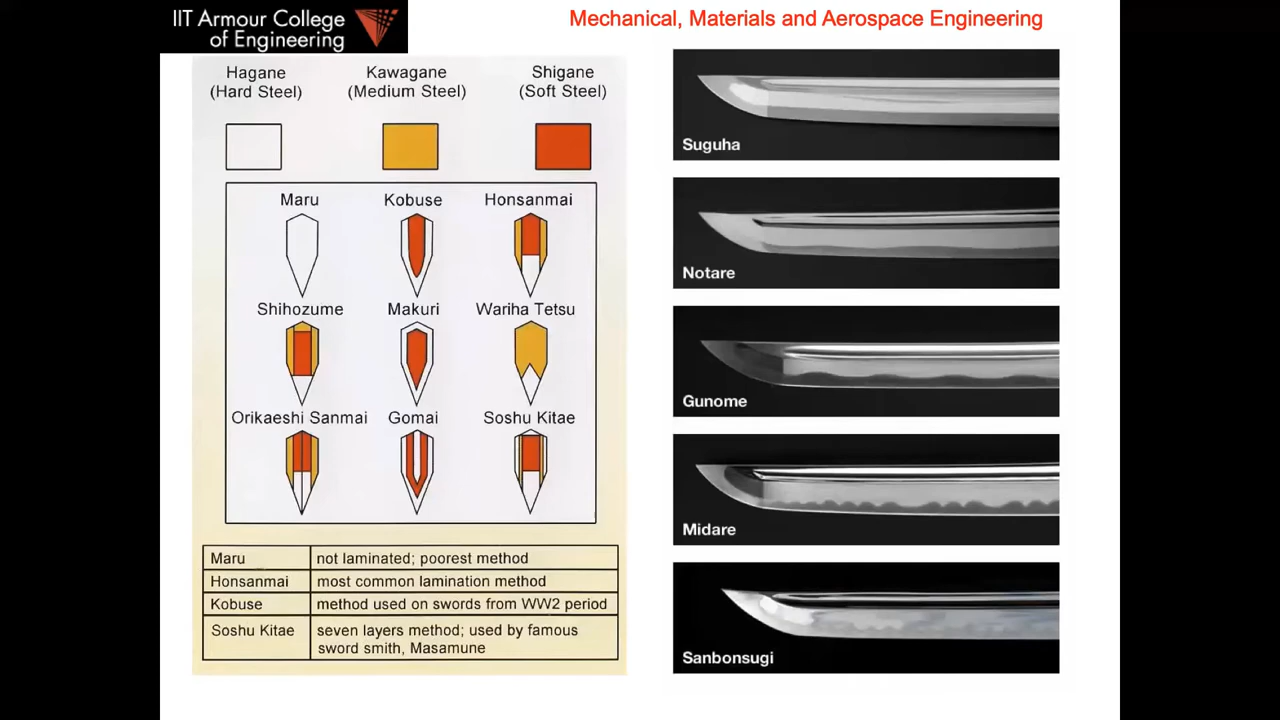 IIT Armour College
of Engineering
Mechanical, Materials and Aerospace Engineering
Hagane
(Hard Steel)
Kawagane
(Medium Steel)
Shigane
(Soft Steel)
Maru
Kobuse
Honsanmai
Shihozume
Makuri
Wariha Tetsu
Orikaeshi Sanmai
Gomai
Soshu Kitae
Maru not laminated; poorest method
Honsanmai most common lamination method
Kobuse method used on swords from WW2 period
Soshu Kitae seven layers method; used by famous
sword smith, Masamune
Suguha
Notare
Gunome
Midare
Sanbonsugi